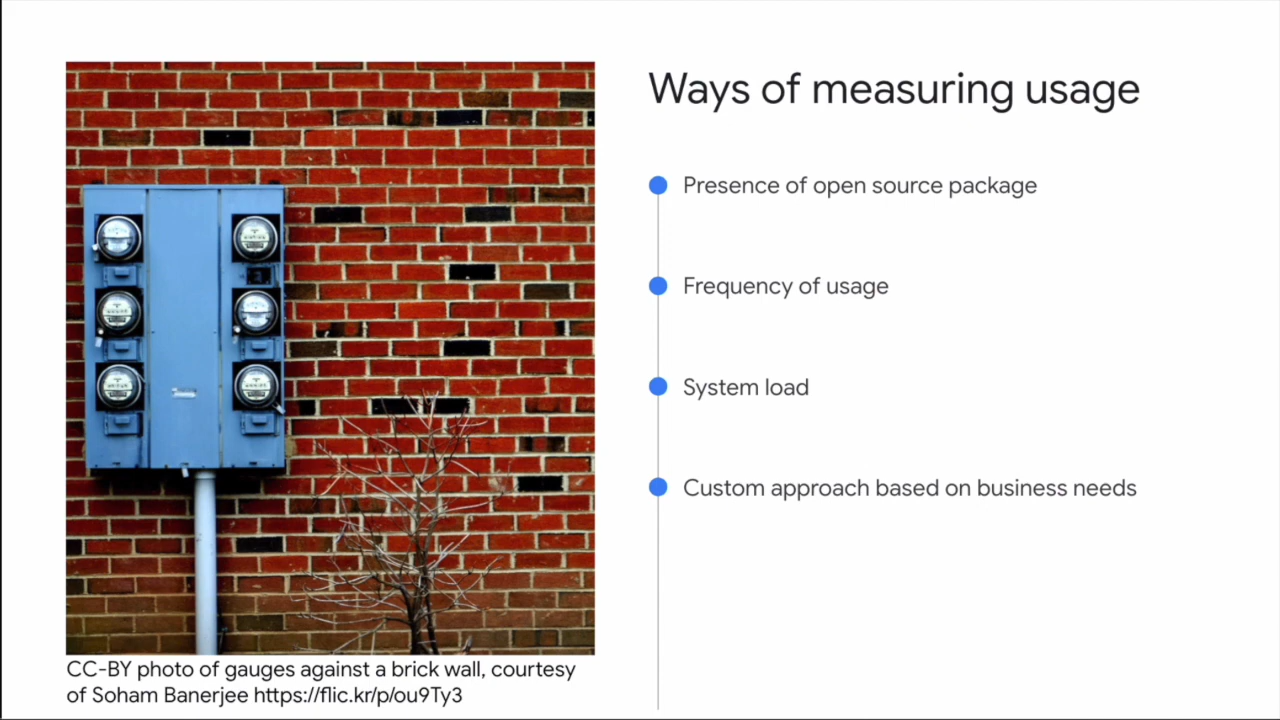 Ways of measuring usage
Presence of open source package
Frequency of usage
System load
Custom approach based on business needs
CC-BY photo of gauges against a brick wall, courtesy
of Soham Banerjee https://flic.kr/p/ou9Ty3